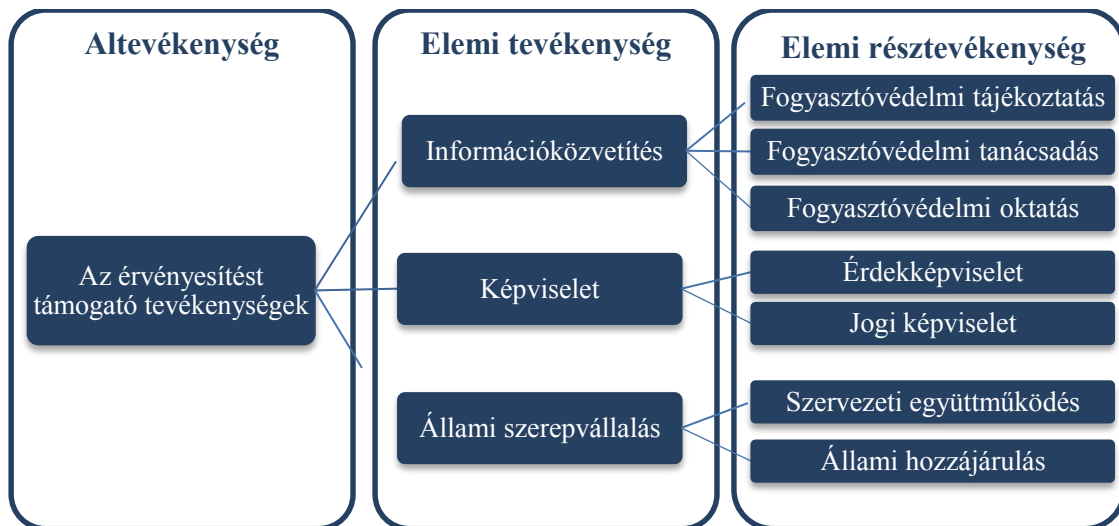 Altevékenység
Az érvényesítést
támogató tevékenységek
Elemi tevékenység
Információközvetítés
Képviselet
Állami szerepvállalás
Elemi résztevékenység
Fogyasztóvédelmi tájékoztatás
Fogyasztóvédelmi tanácsadás
Fogyasztóvédelmi oktatás
Érdekképviselet
Jogi képviselet
Szervezeti együttműködés
Állami hozzájárulás